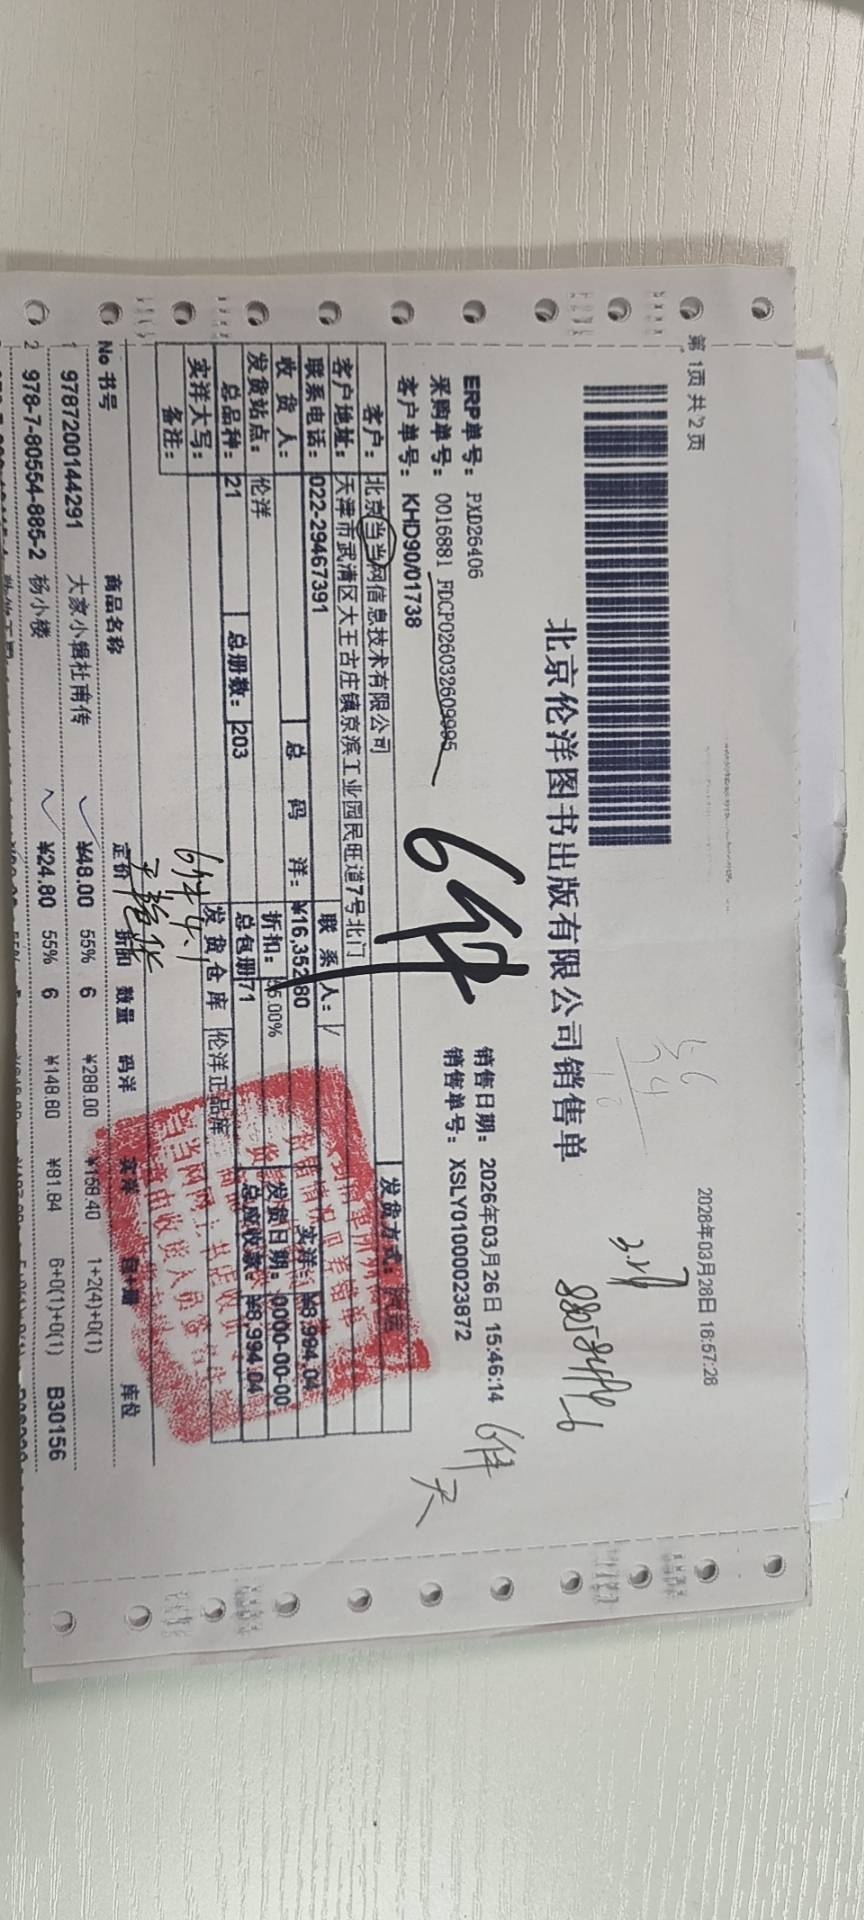 第 1页 共 2 页
2026年03月28日 16:57:28
北京伦洋图书出版有限公司销售单
ERP单号: PXD26406
销售日期: 2026年03月26日 15:46:14
采购单号: 0016881 FDCP026032609995
销售单号: XSLY01000023872
客户单号: KHD90/01738
6件
6件
天
客户: 北京当当网信息技术有限公司
发货方式: 汽运
客户地址: 天津市武清区大王古庄镇京滨工业园民旺道7号北门
联系电话: 022-29467391
联 系 人: /
收 货 人:
总 码 洋: ¥16,352.80
实洋: ¥8,994.04
发货站点: 伦洋
折扣: 55.00%
发货日期: 0000-00-00
总品种: 21
总册数: 203
总包册 71
总应收款: ¥8,994.04
实洋大写:
发 货 仓 库 伦洋正品库
备注:
6件 4.1
No 书号 商品名称 定价 折扣 数量 码洋 实洋 包+册 库位
1 9787200144291 大家小辑杜甫传 ¥48.00 55% 6 ¥288.00 ¥158.40 1+2(4)+0(1)
2 978-7-80554-885-2 杨小楼 ¥24.80 55% 6 ¥148.80 ¥81.84 6+0(1)+0(1) B30156